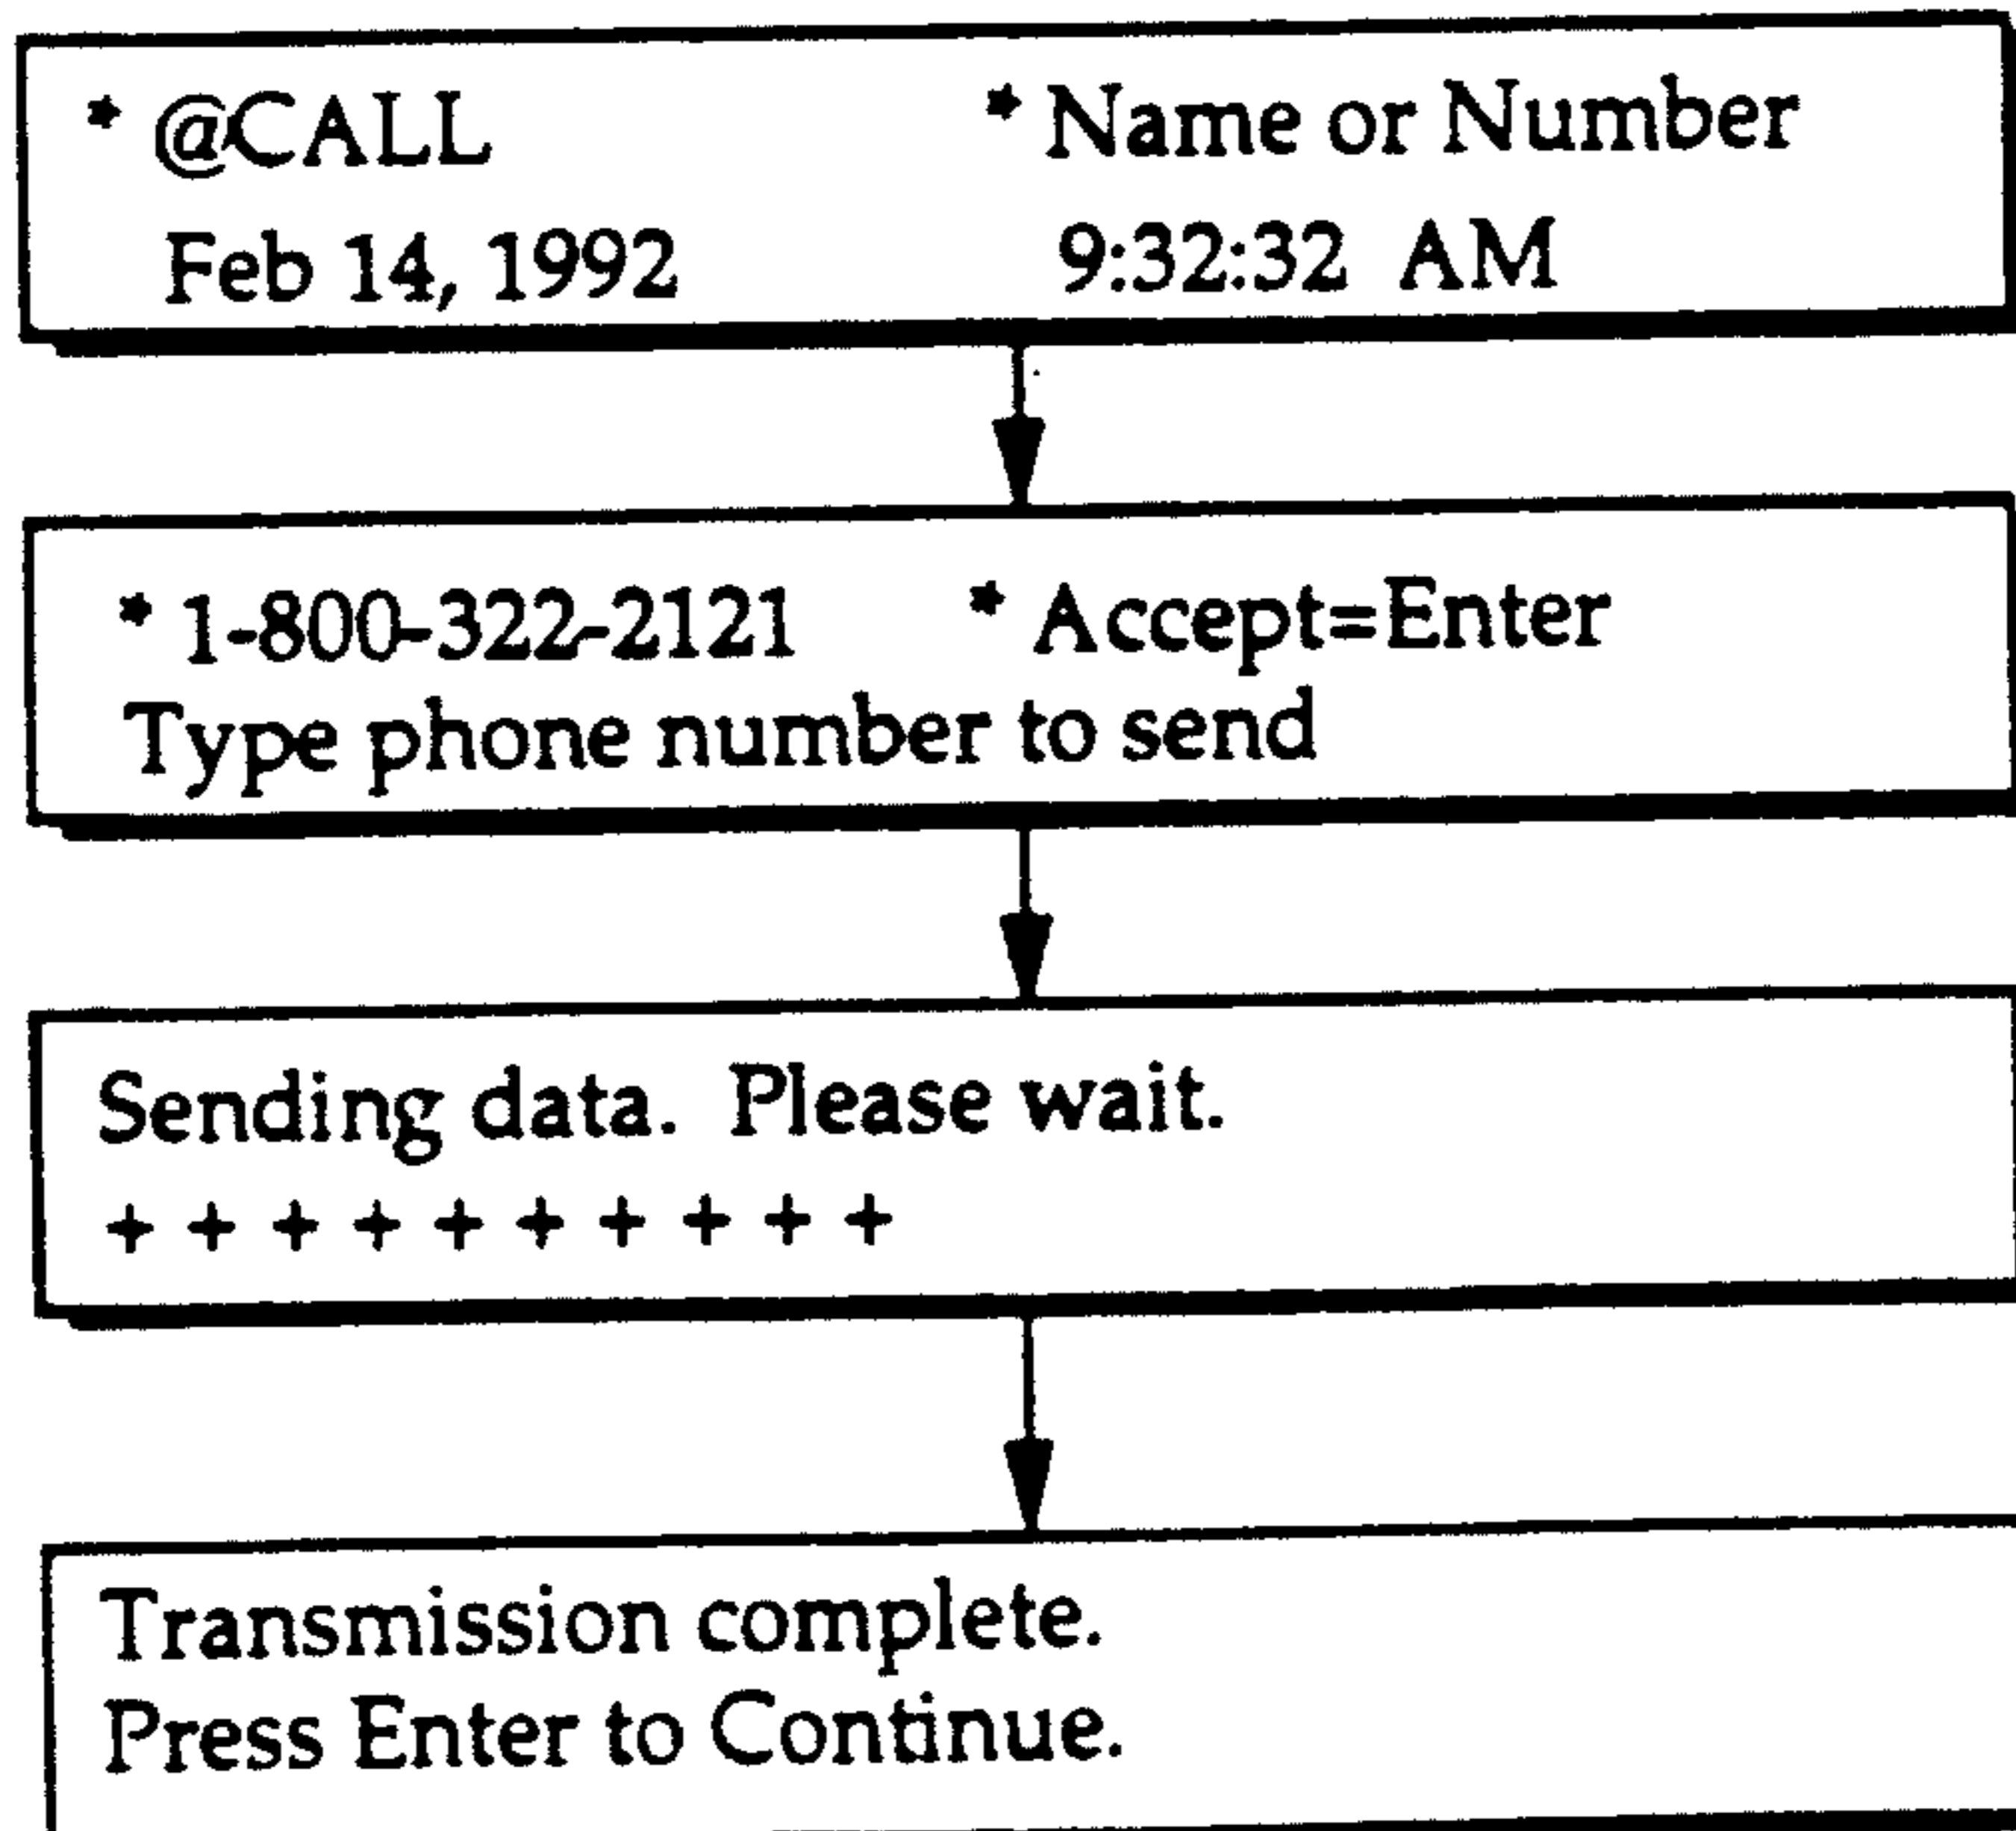 * @CALL * Name or Number
Feb 14, 1992 9:32:32 AM
* 1-800-322-2121 * Accept=Enter
Type phone number to send
Sending data. Please wait.
+ + + + + + + + + +
Transmission complete.
Press Enter to Continue.